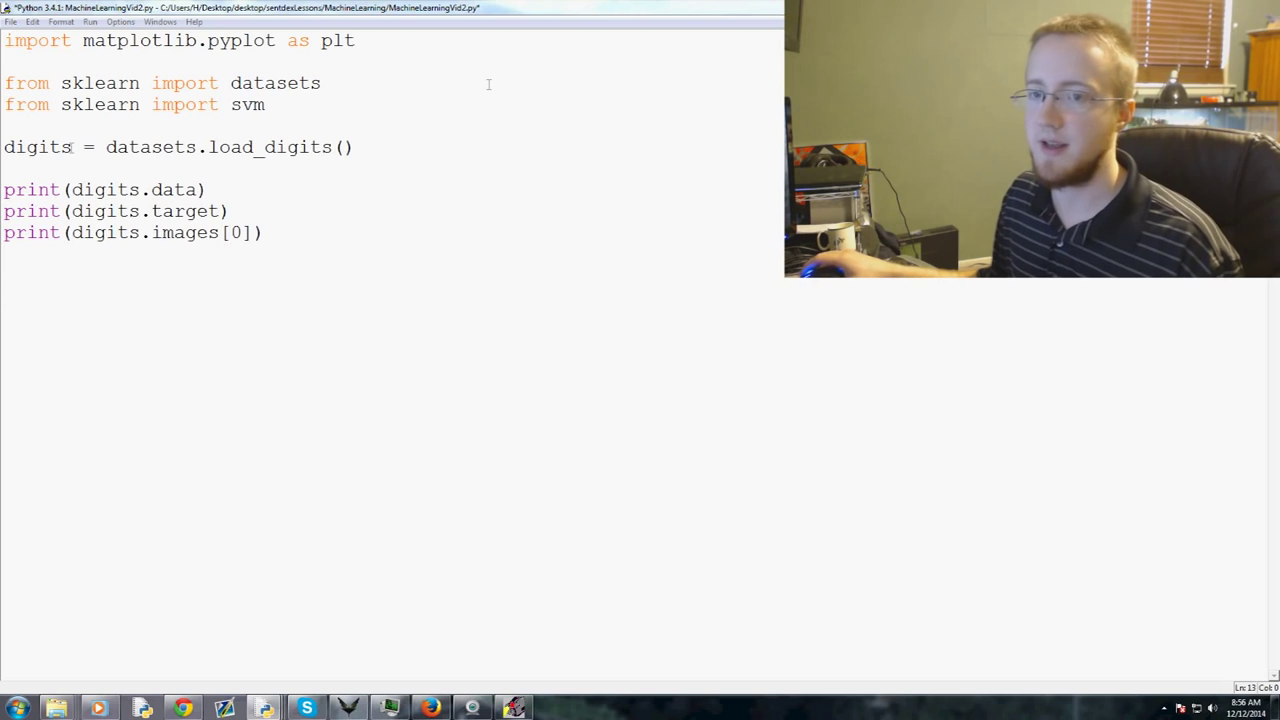 *Python 3.4.1: MachineLearningVid2.py - C:/Users/H/Desktop/desktop/sentdexLessons/MachineLearning/MachineLearningVid2.py*
File Edit Format Run Options Windows Help
import matplotlib.pyplot as plt
from sklearn import datasets
from sklearn import svm
digits = datasets.load_digits()
print(digits.data)
print(digits.target)
print(digits.images[0])
Ln: 13 Col: 0
8:56 AM
12/12/2014